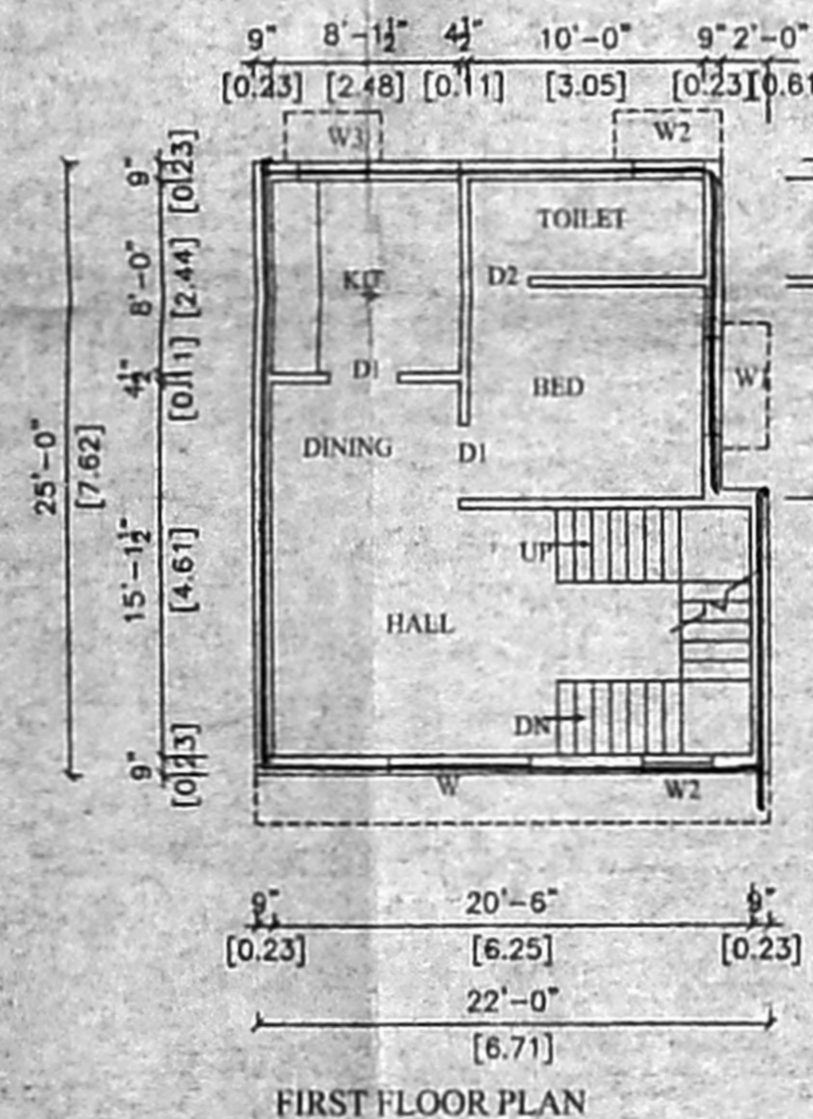 9" 8'-1½" 4½" 10'-0" 9" 2'-0"
[0.23] [2.48] [0.11] [3.05] [0.23] [0.61
W3 W2
9"
[0.23]
TOILET
8'-0"
[2.44]
KIT D2
4½"
[0.11]
D1 BED W
DINING D1
25'-0"
[7.62]
15'-1½"
[4.61]
UP
HALL
DN
9"
[0.23]
W W2
9" 20'-6" 9"
[0.23] [6.25] [0.23]
22'-0"
[6.71]
FIRST FLOOR PLAN